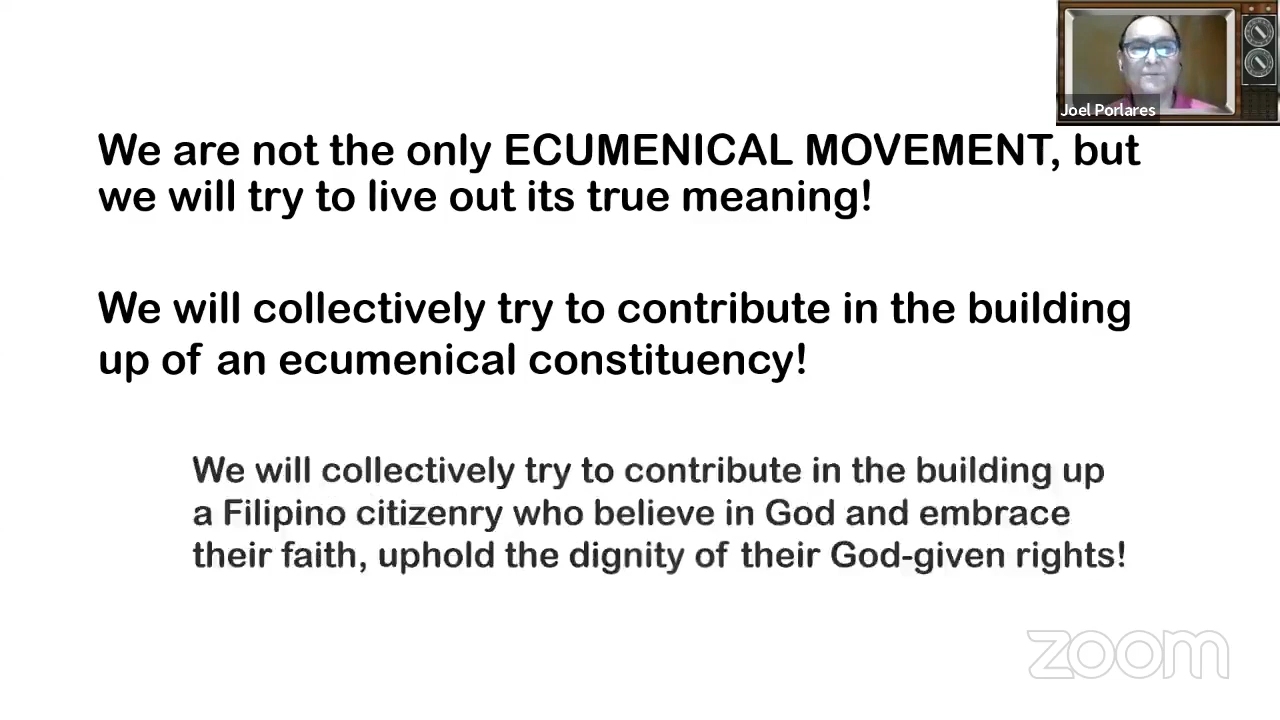 Joel Porlares
We are not the only ECUMENICAL MOVEMENT, but
we will try to live out its true meaning!
We will collectively try to contribute in the building
up of an ecumenical constituency!
We will collectively try to contribute in the building up
a Filipino citizenry who believe in God and embrace
their faith, uphold the dignity of their God-given rights!
zoom